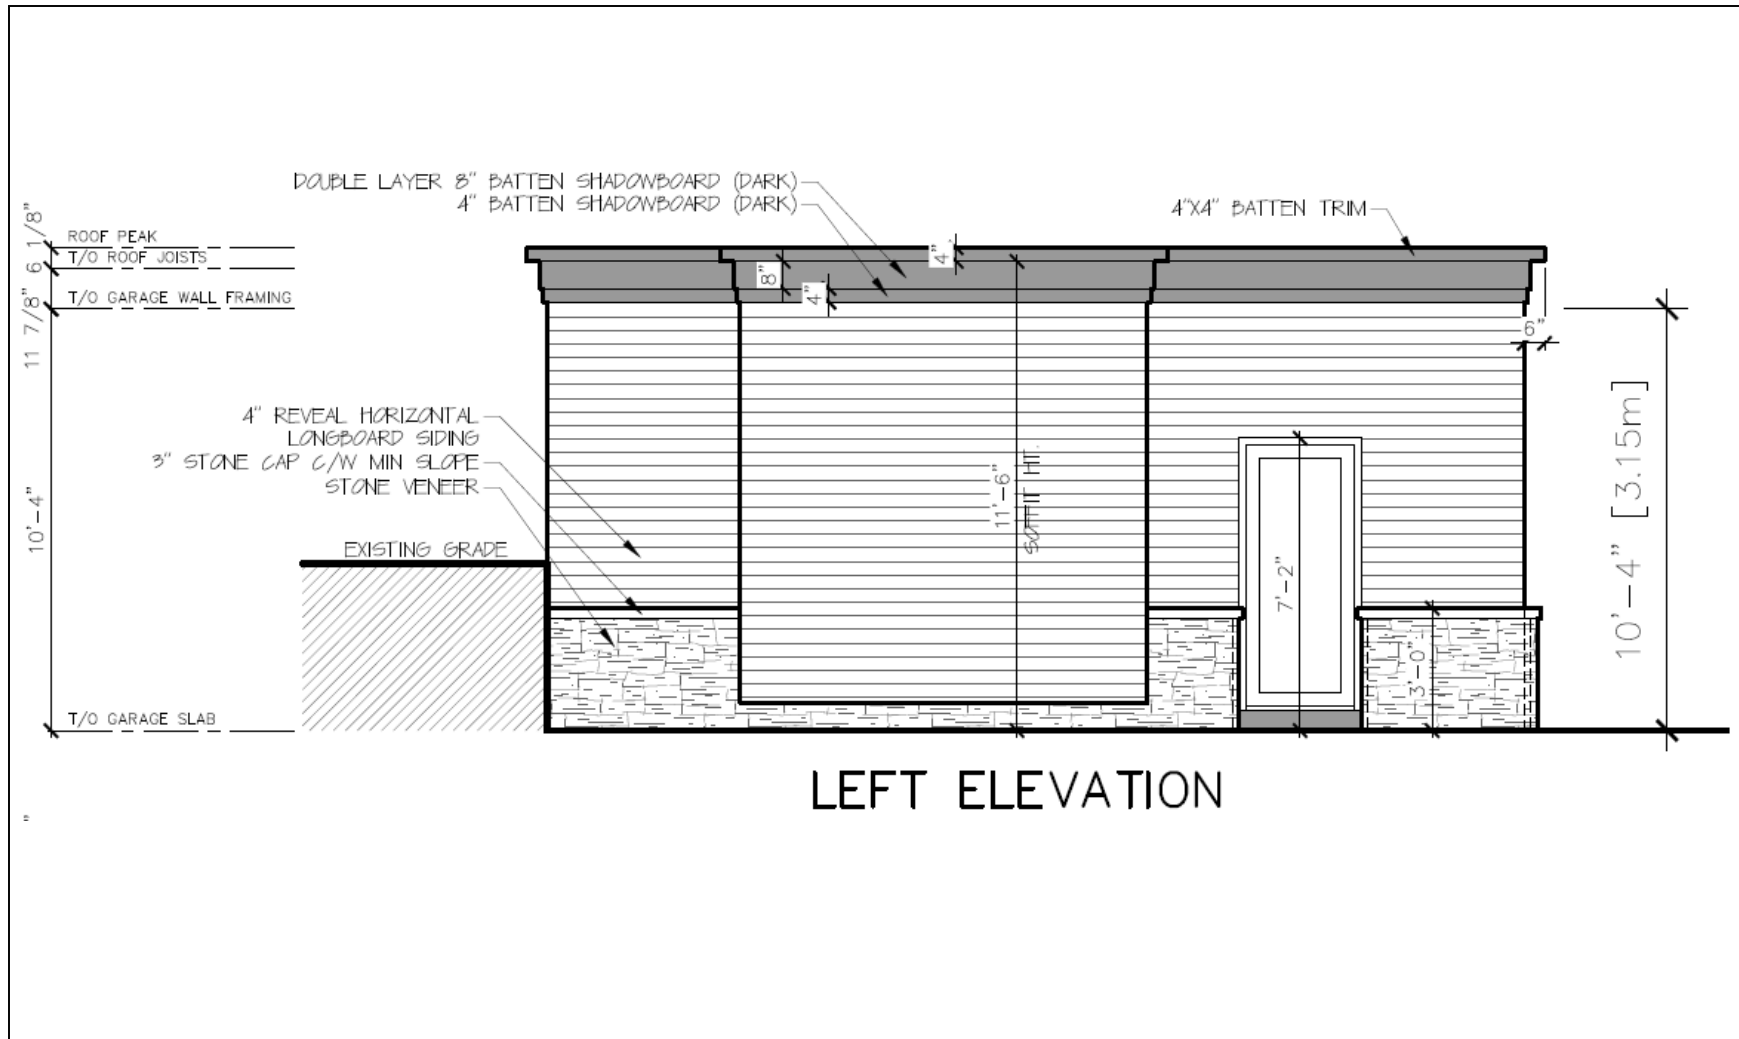 DOUBLE LAYER 8" BATTEN SHADOWBOARD (DARK)
4" BATTEN SHADOWBOARD (DARK)
4"X4" BATTEN TRIM
ROOF PEAK
6 1/8"
T/O ROOF JOISTS
T/O GARAGE WALL FRAMING
11 7/8"
4"
8"
4"
6"
4" REVEAL HORIZONTAL
LONGBOARD SIDING
3" STONE CAP C/W MIN SLOPE
STONE VENEER
EXISTING GRADE
10'-4"
11'-6"
SOFFIT HT.
7'-2"
3'-0"
10'-4" [3.15m]
T/O GARAGE SLAB
LEFT ELEVATION
"